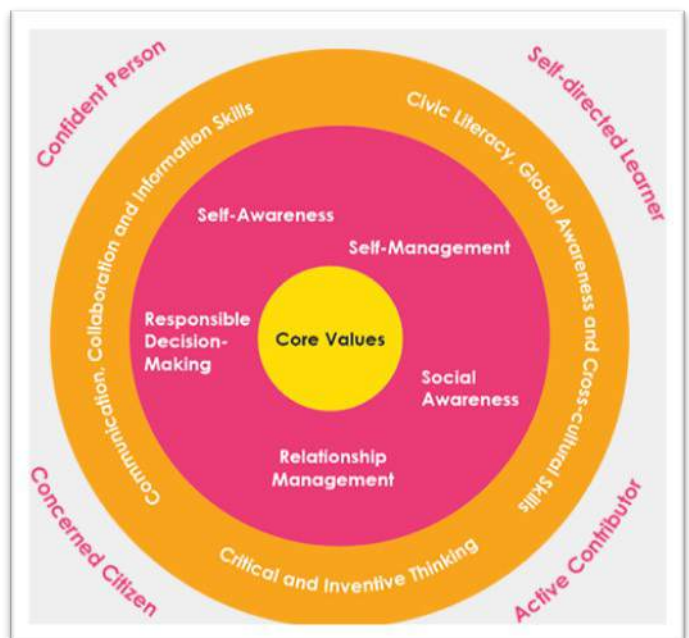 Confident Person
Self-directed Learner
Communication, Collaboration and Information Skills
Civic Literacy, Global Awareness and Cross-cultural Skills
Self-Awareness
Self-Management
Responsible
Decision-
Making
Core Values
Social
Awareness
Relationship
Management
Critical and Inventive Thinking
Concerned Citizen
Active Contributor